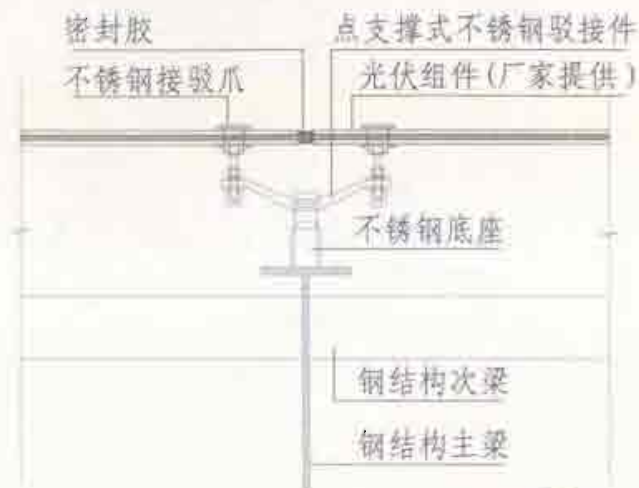 密封胶
点支撑式不锈钢驳接件
不锈钢接驳爪
光伏组件(厂家提供)
不锈钢底座
钢结构次梁
钢结构主梁